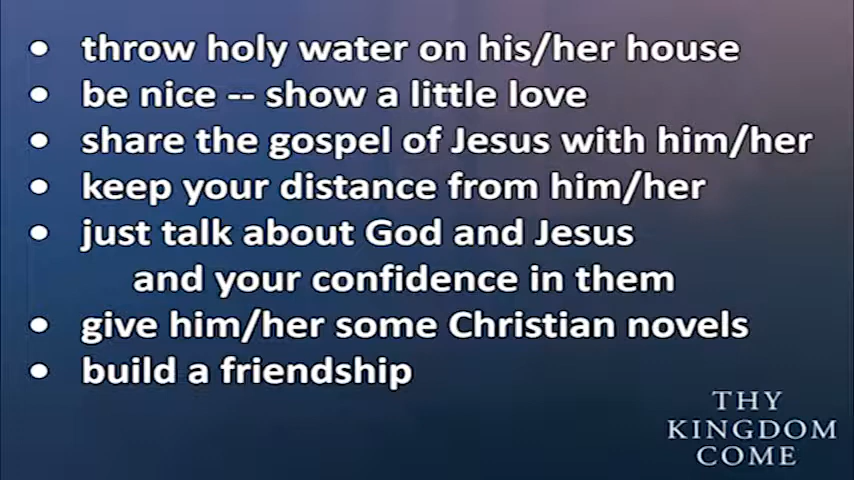 • throw holy water on his/her house
• be nice -- show a little love
• share the gospel of Jesus with him/her
• keep your distance from him/her
• just talk about God and Jesus
and your confidence in them
• give him/her some Christian novels
• build a friendship
THY
KINGDOM
COME